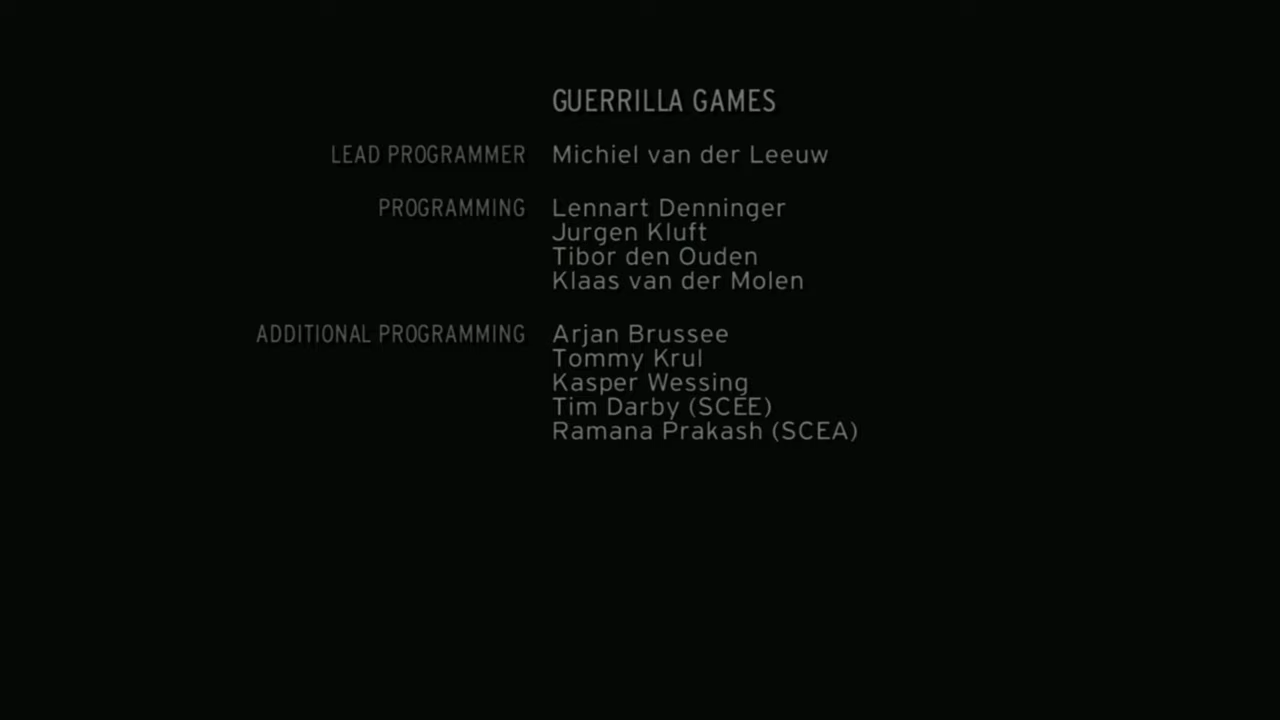 GUERRILLA GAMES
LEAD PROGRAMMER Michiel van der Leeuw
PROGRAMMING Lennart Denninger
Jurgen Kluft
Tibor den Ouden
Klaas van der Molen
ADDITIONAL PROGRAMMING Arjan Brussee
Tommy Krul
Kasper Wessing
Tim Darby (SCEE)
Ramana Prakash (SCEA)